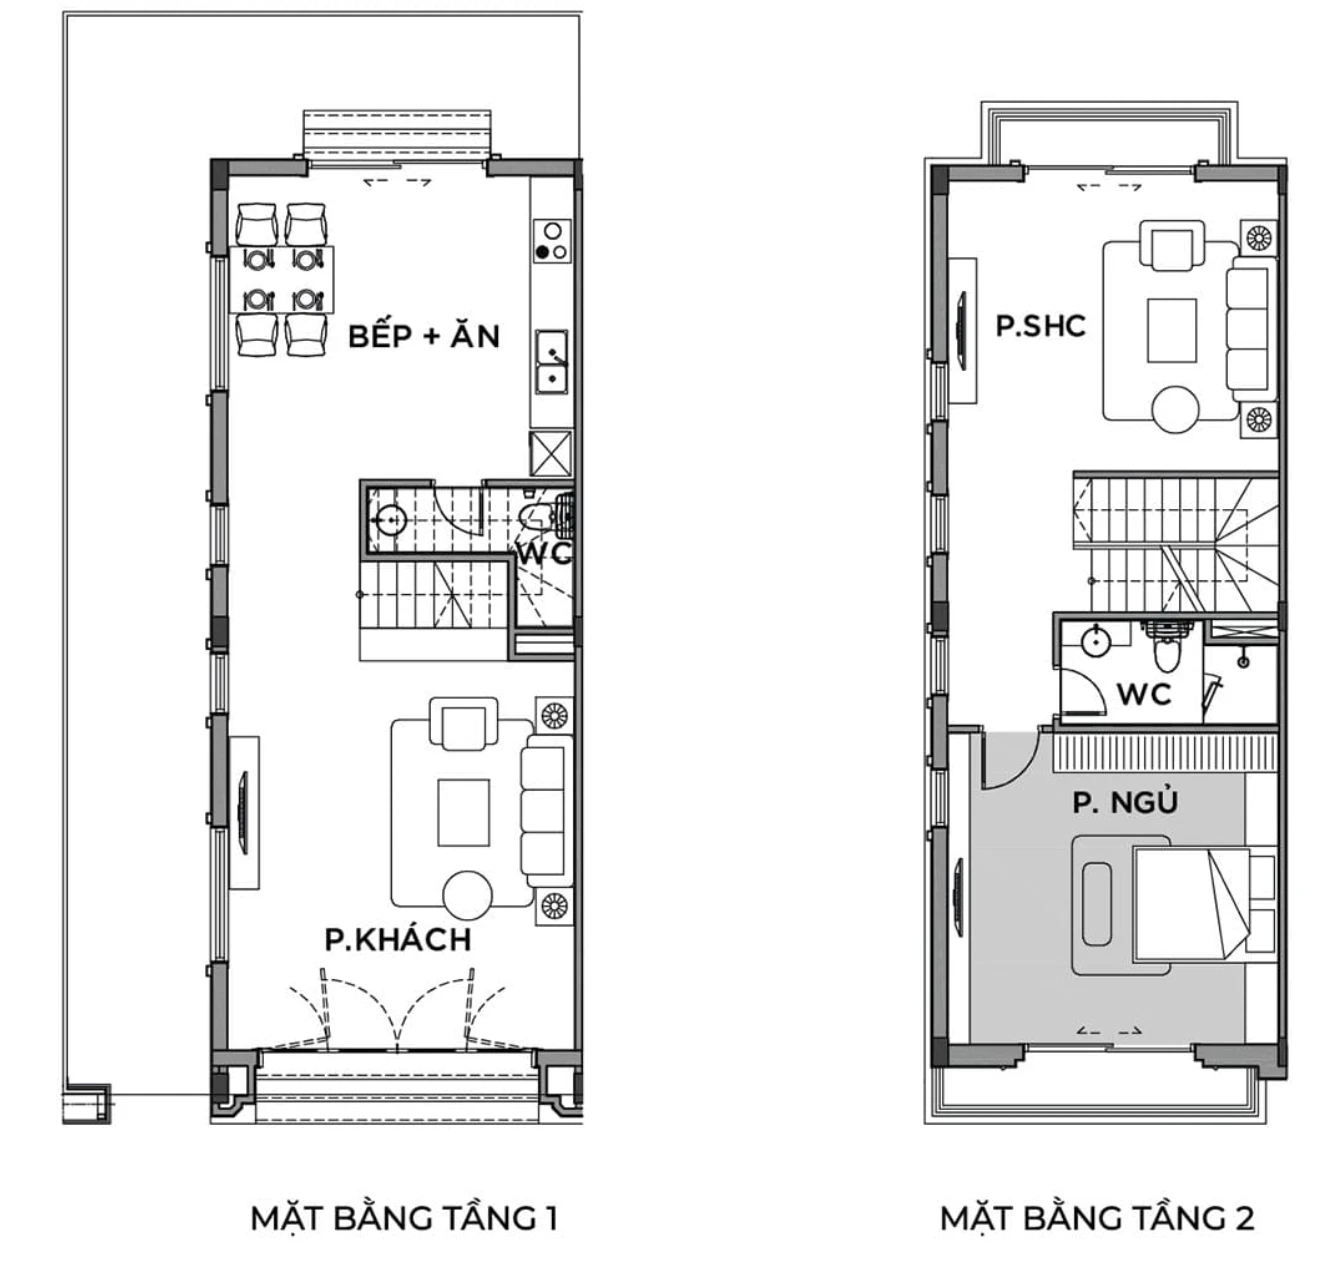 BẾP + ĂN
WC
P.KHÁCH
MẶT BẰNG TẦNG 1
P.SHC
WC
P. NGỦ
MẶT BẰNG TẦNG 2